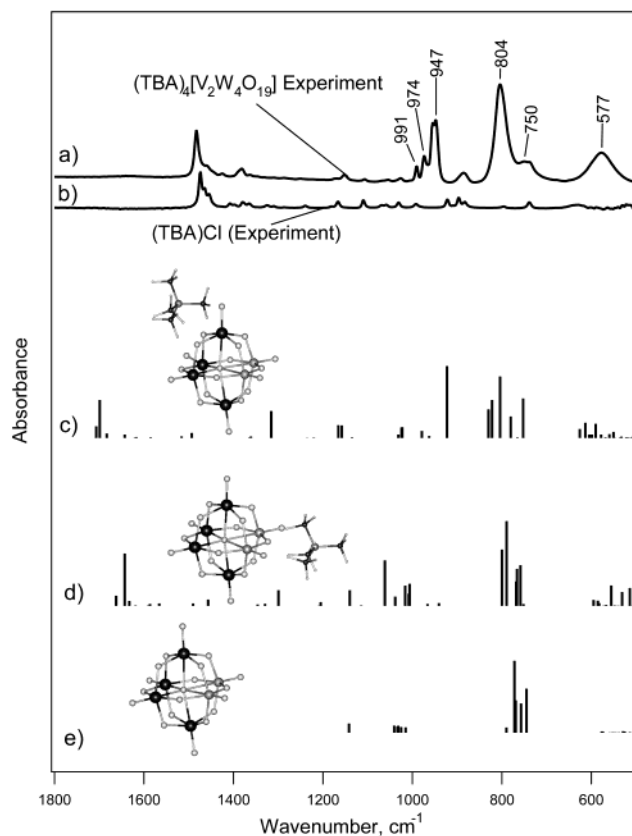 (TBA)₄[V₂W₄O₁₉] Experiment
991
974
947
804
750
577
a)
b)
(TBA)Cl (Experiment)
c)
d)
e)
Absorbance
1800
1600
1400
1200
1000
800
600
Wavenumber, cm⁻¹